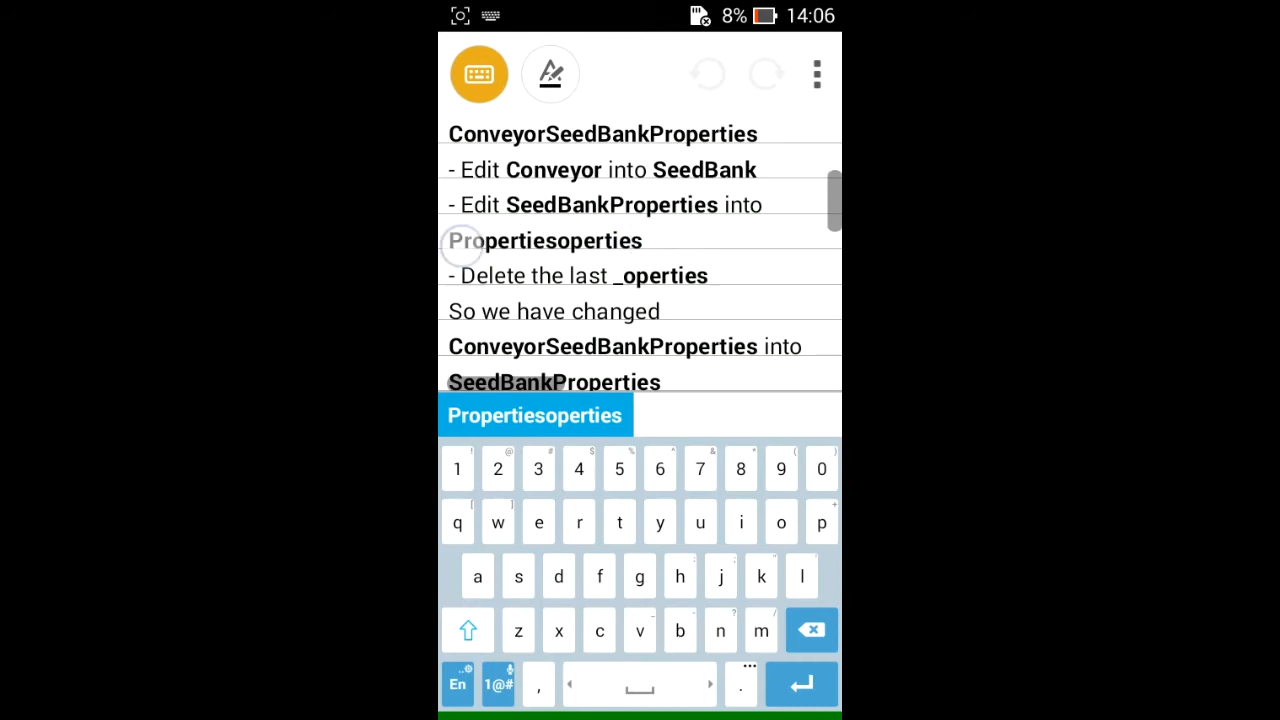 8% 14:06
ConveyorSeedBankProperties
- Edit Conveyor into SeedBank
- Edit SeedBankProperties into
Propertiesoperties
- Delete the last _operties
So we have changed
ConveyorSeedBankProperties into
SeedBankProperties
Propertiesoperties
1 2 3 4 5 6 7 8 9 0
q w e r t y u i o p
a s d f g h j k l
z x c v b n m
En 1@# , .